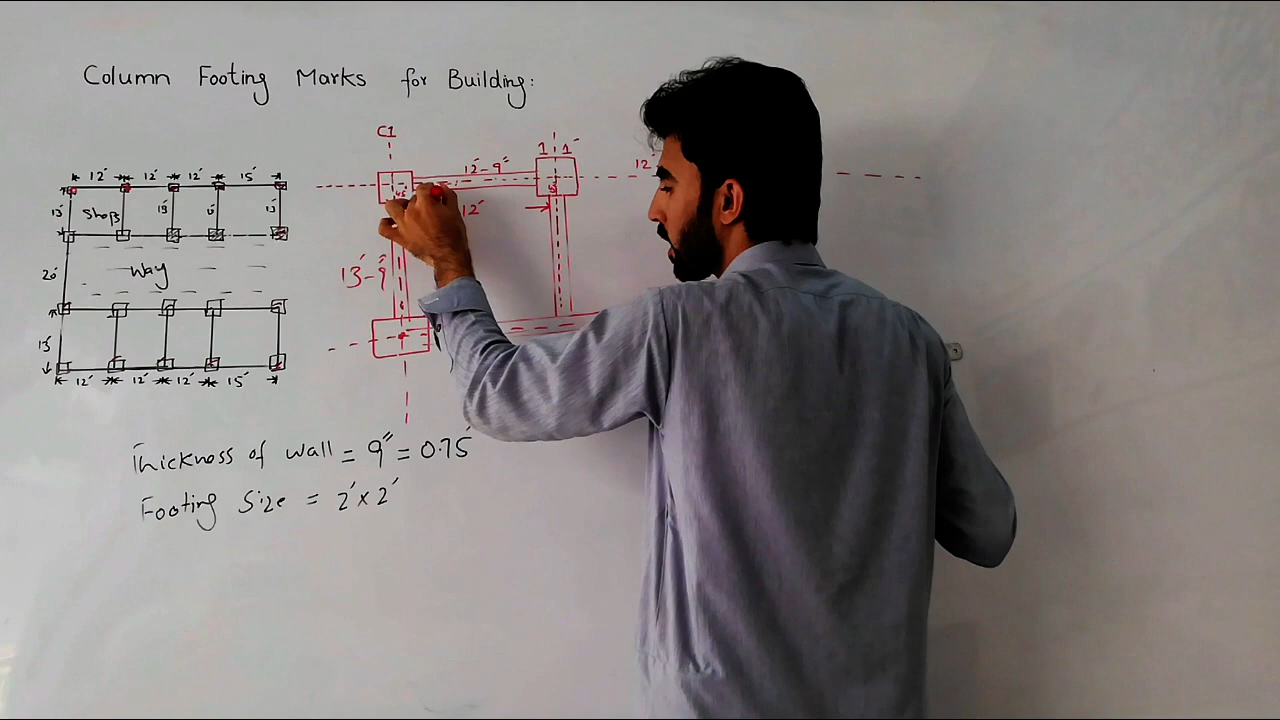 Column Footing Marks for Building:
C1
1' 1'
12'-9"
12'
12'
12' 12' 12' 15'
13' Shops 13' 13' 13'
13'-9"
20' Way
13'
12' 12' 12' 15'
Thickness of wall = 9" = 0.75'
Footing Size = 2' x 2'